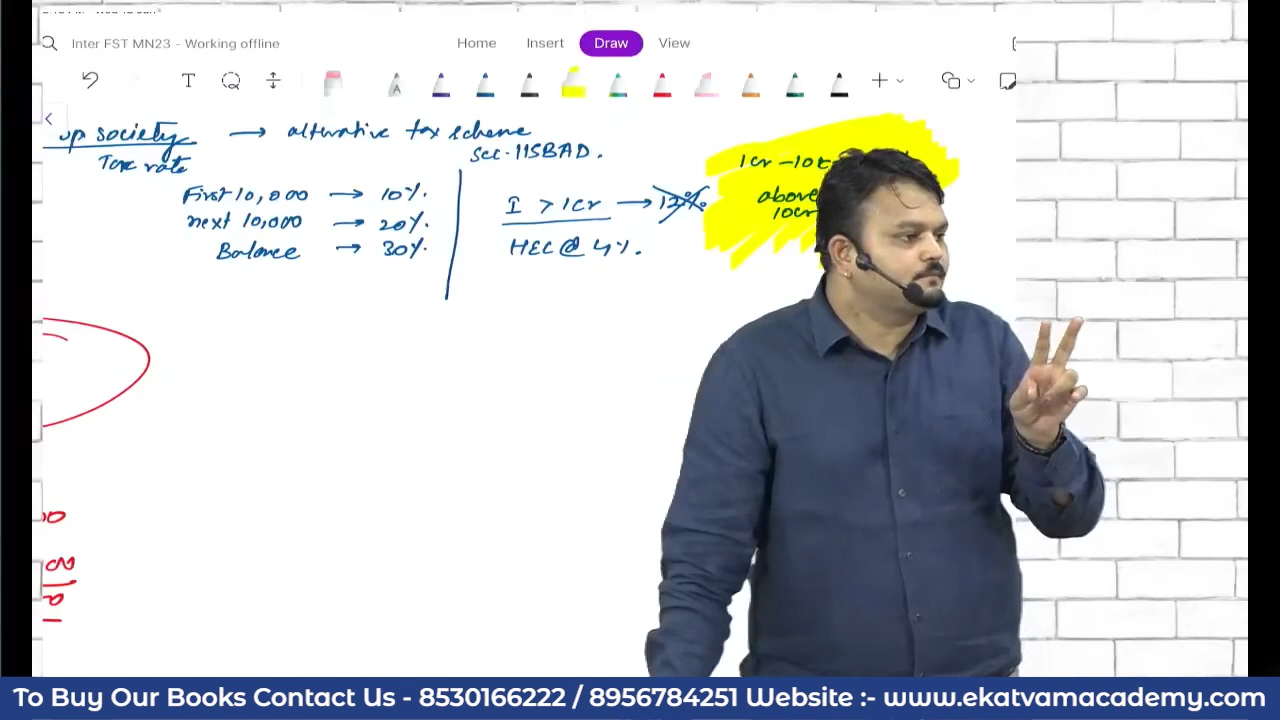 Inter FST MN23 - Working offline
Home Insert Draw View
T
A
op society → alternative tax scheme
Sec-115BAD.
Tax rate
First 10,000 → 10%.
next 10,000 → 20%.
Balance → 30%.
I > 1cr → 12%.
HEC @ 4%.
1cr - 10c
above
10cr
To Buy Our Books Contact Us - 8530166222 / 8956784251 Website :- www.ekatvamacademy.com